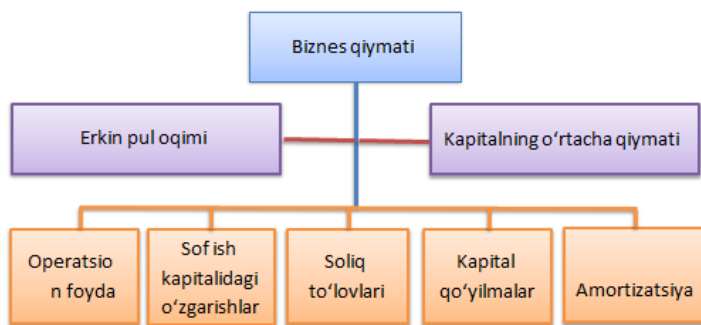 Biznes qiymati
Erkin pul oqimi
Kapitalning o‘rtacha qiymati
Operatsio
n foyda
Sof ish
kapitalidagi
o‘zgarishlar
Soliq
to‘lovlari
Kapital
qo‘yilmalar
Amortizatsiya